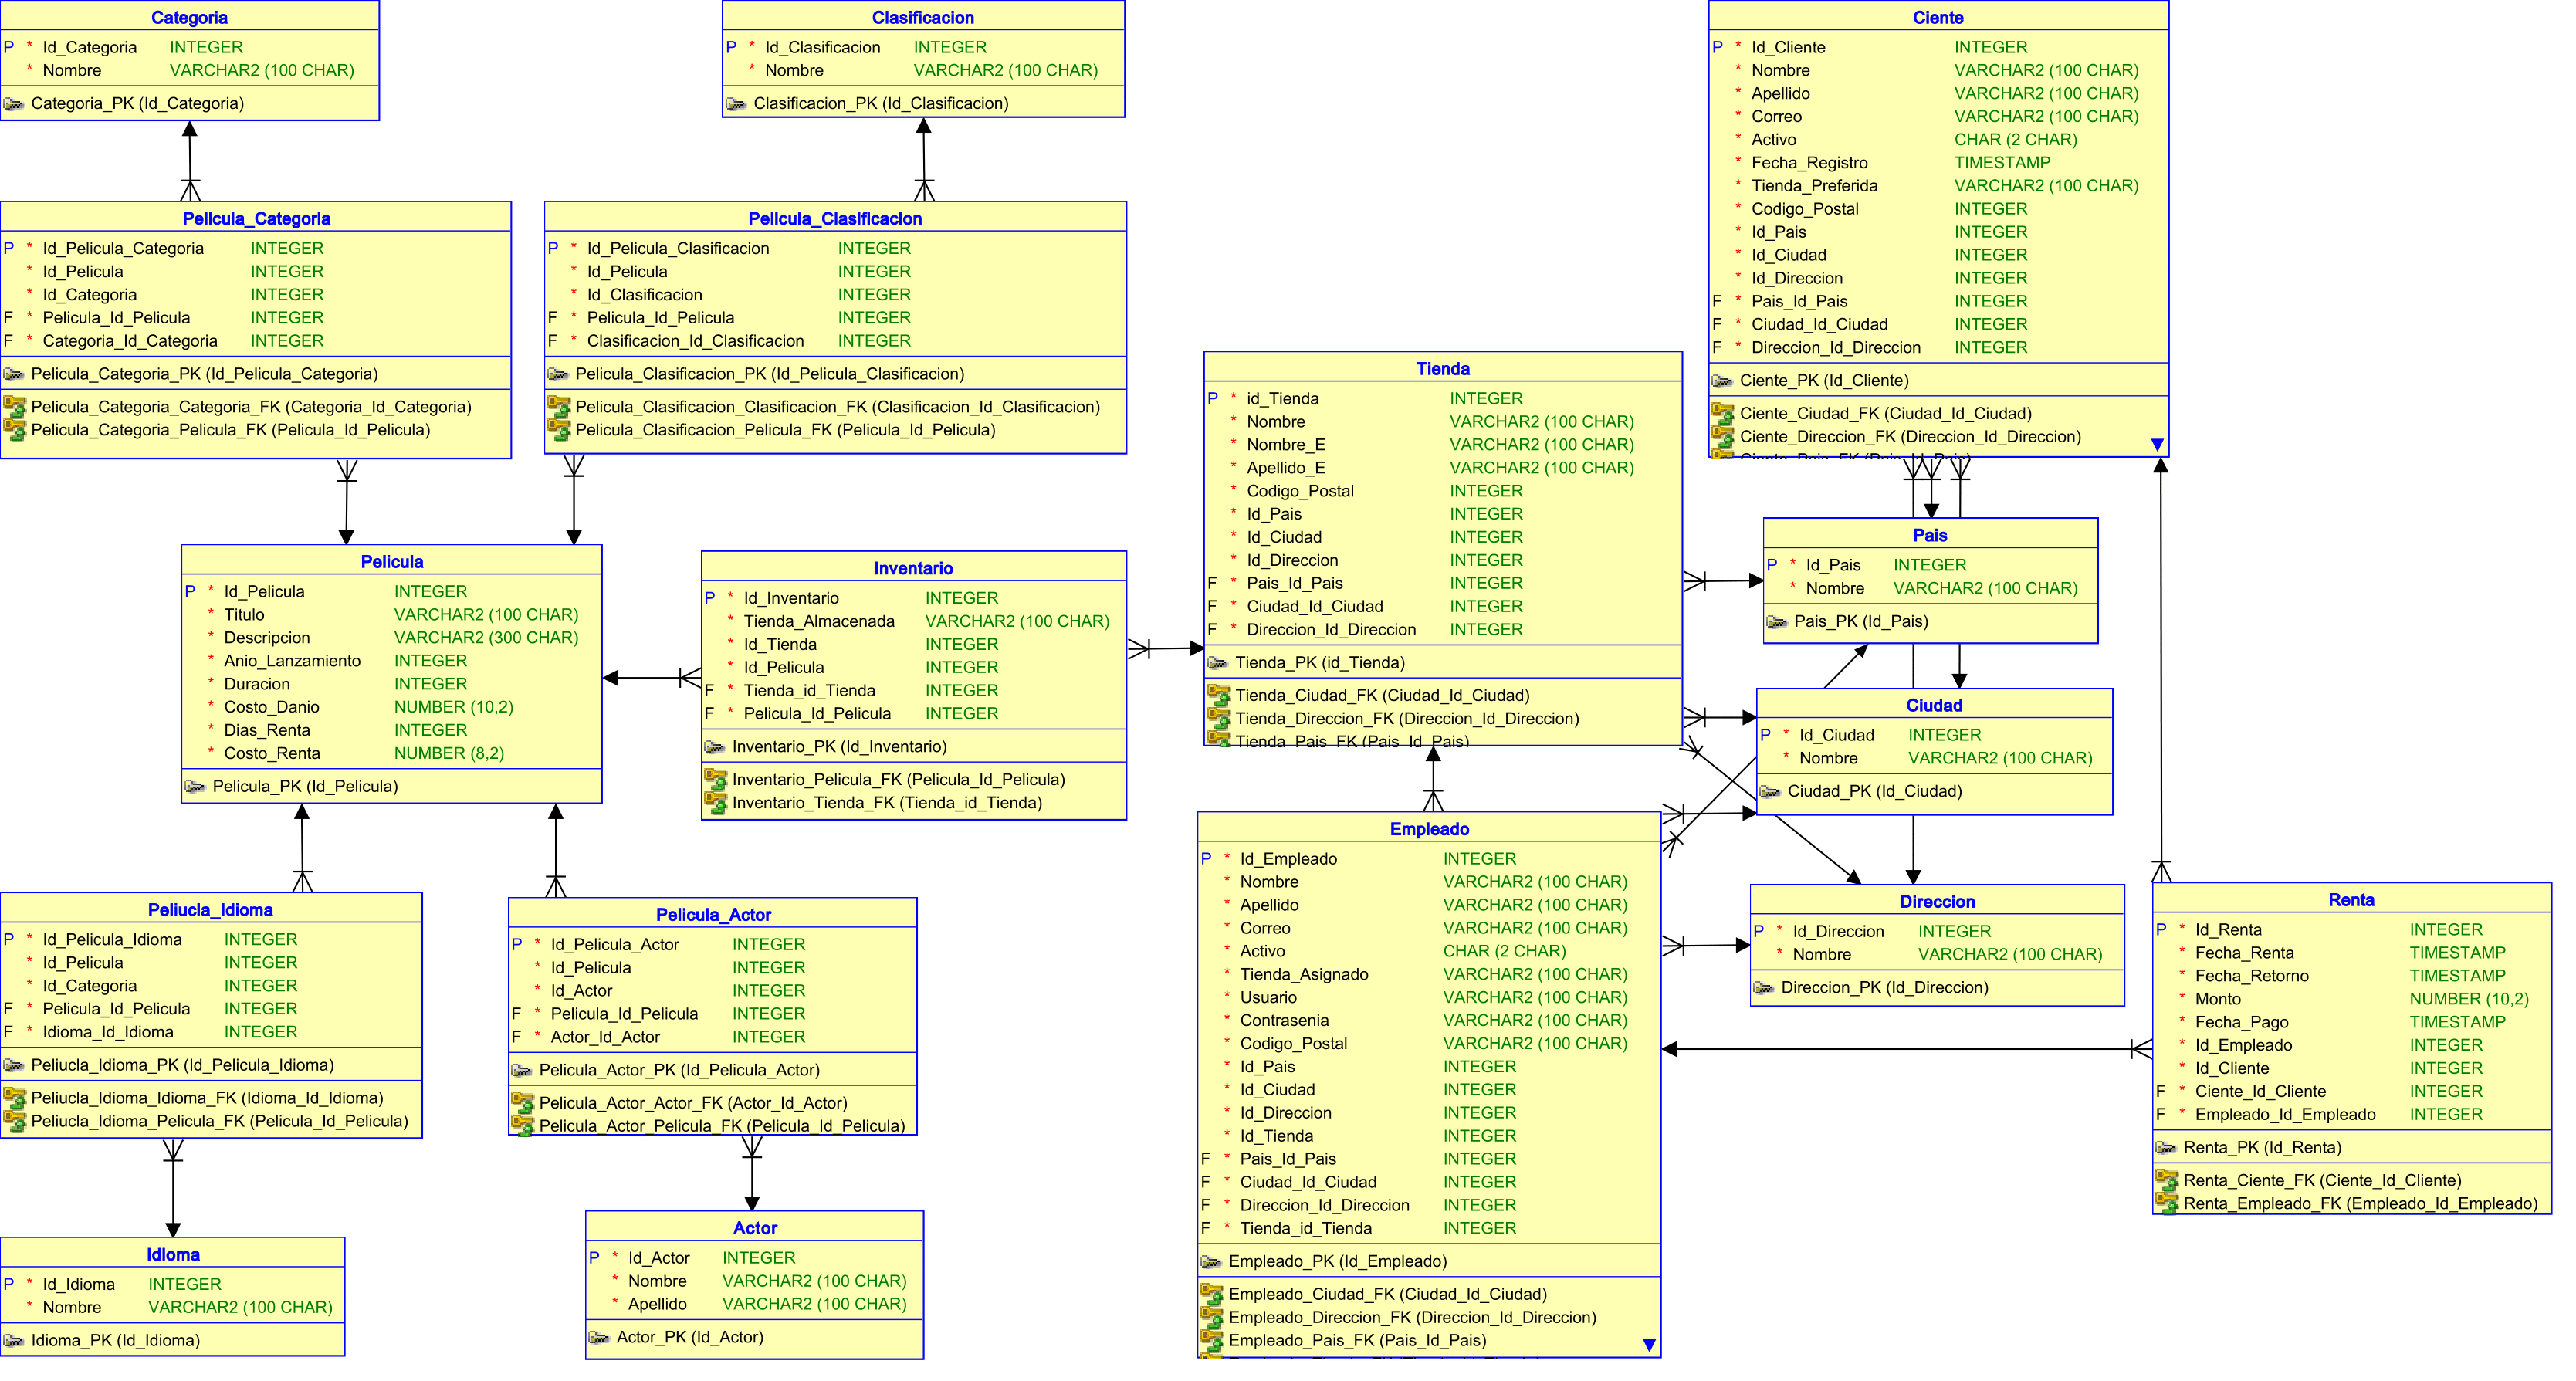 Categoria
P * Id_Categoria INTEGER
* Nombre VARCHAR2 (100 CHAR)
Categoria_PK (Id_Categoria)
Clasificacion
P * Id_Clasificacion INTEGER
* Nombre VARCHAR2 (100 CHAR)
Clasificacion_PK (Id_Clasificacion)
Ciente
P * Id_Cliente INTEGER
* Nombre VARCHAR2 (100 CHAR)
* Apellido VARCHAR2 (100 CHAR)
* Correo VARCHAR2 (100 CHAR)
* Activo CHAR (2 CHAR)
* Fecha_Registro TIMESTAMP
* Tienda_Preferida VARCHAR2 (100 CHAR)
* Codigo_Postal INTEGER
* Id_Pais INTEGER
* Id_Ciudad INTEGER
* Id_Direccion INTEGER
F * Pais_Id_Pais INTEGER
F * Ciudad_Id_Ciudad INTEGER
F * Direccion_Id_Direccion INTEGER
Ciente_PK (Id_Cliente)
Ciente_Ciudad_FK (Ciudad_Id_Ciudad)
Ciente_Direccion_FK (Direccion_Id_Direccion)
Ciente_Pais_FK (Pais_Id_Pais)
Pelicula_Categoria
P * Id_Pelicula_Categoria INTEGER
* Id_Pelicula INTEGER
* Id_Categoria INTEGER
F * Pelicula_Id_Pelicula INTEGER
F * Categoria_Id_Categoria INTEGER
Pelicula_Categoria_PK (Id_Pelicula_Categoria)
Pelicula_Categoria_Categoria_FK (Categoria_Id_Categoria)
Pelicula_Categoria_Pelicula_FK (Pelicula_Id_Pelicula)
Pelicula_Clasificacion
P * Id_Pelicula_Clasificacion INTEGER
* Id_Pelicula INTEGER
* Id_Clasificacion INTEGER
F * Pelicula_Id_Pelicula INTEGER
F * Clasificacion_Id_Clasificacion INTEGER
Pelicula_Clasificacion_PK (Id_Pelicula_Clasificacion)
Pelicula_Clasificacion_Clasificacion_FK (Clasificacion_Id_Clasificacion)
Pelicula_Clasificacion_Pelicula_FK (Pelicula_Id_Pelicula)
Tienda
P * id_Tienda INTEGER
* Nombre VARCHAR2 (100 CHAR)
* Nombre_E VARCHAR2 (100 CHAR)
* Apellido_E VARCHAR2 (100 CHAR)
* Codigo_Postal INTEGER
* Id_Pais INTEGER
* Id_Ciudad INTEGER
* Id_Direccion INTEGER
F * Pais_Id_Pais INTEGER
F * Ciudad_Id_Ciudad INTEGER
F * Direccion_Id_Direccion INTEGER
Tienda_PK (id_Tienda)
Tienda_Ciudad_FK (Ciudad_Id_Ciudad)
Tienda_Direccion_FK (Direccion_Id_Direccion)
Tienda_Pais_FK (Pais_Id_Pais)
Pais
P * Id_Pais INTEGER
* Nombre VARCHAR2 (100 CHAR)
Pais_PK (Id_Pais)
Pelicula
P * Id_Pelicula INTEGER
* Titulo VARCHAR2 (100 CHAR)
* Descripcion VARCHAR2 (300 CHAR)
* Anio_Lanzamiento INTEGER
* Duracion INTEGER
* Costo_Danio NUMBER (10,2)
* Dias_Renta INTEGER
* Costo_Renta NUMBER (8,2)
Pelicula_PK (Id_Pelicula)
Inventario
P * Id_Inventario INTEGER
* Tienda_Almacenada VARCHAR2 (100 CHAR)
* Id_Tienda INTEGER
* Id_Pelicula INTEGER
F * Tienda_id_Tienda INTEGER
F * Pelicula_Id_Pelicula INTEGER
Inventario_PK (Id_Inventario)
Inventario_Pelicula_FK (Pelicula_Id_Pelicula)
Inventario_Tienda_FK (Tienda_id_Tienda)
Ciudad
P * Id_Ciudad INTEGER
* Nombre VARCHAR2 (100 CHAR)
Ciudad_PK (Id_Ciudad)
Empleado
P * Id_Empleado INTEGER
* Nombre VARCHAR2 (100 CHAR)
* Apellido VARCHAR2 (100 CHAR)
* Correo VARCHAR2 (100 CHAR)
* Activo CHAR (2 CHAR)
* Tienda_Asignado VARCHAR2 (100 CHAR)
* Usuario VARCHAR2 (100 CHAR)
* Contrasenia VARCHAR2 (100 CHAR)
* Codigo_Postal VARCHAR2 (100 CHAR)
* Id_Pais INTEGER
* Id_Ciudad INTEGER
* Id_Direccion INTEGER
* Id_Tienda INTEGER
F * Pais_Id_Pais INTEGER
F * Ciudad_Id_Ciudad INTEGER
F * Direccion_Id_Direccion INTEGER
F * Tienda_id_Tienda INTEGER
Empleado_PK (Id_Empleado)
Empleado_Ciudad_FK (Ciudad_Id_Ciudad)
Empleado_Direccion_FK (Direccion_Id_Direccion)
Empleado_Pais_FK (Pais_Id_Pais)
Direccion
P * Id_Direccion INTEGER
* Nombre VARCHAR2 (100 CHAR)
Direccion_PK (Id_Direccion)
Renta
P * Id_Renta INTEGER
* Fecha_Renta TIMESTAMP
* Fecha_Retorno TIMESTAMP
* Monto NUMBER (10,2)
* Fecha_Pago TIMESTAMP
* Id_Empleado INTEGER
* Id_Cliente INTEGER
F * Ciente_Id_Cliente INTEGER
F * Empleado_Id_Empleado INTEGER
Renta_PK (Id_Renta)
Renta_Ciente_FK (Ciente_Id_Cliente)
Renta_Empleado_FK (Empleado_Id_Empleado)
Peliucla_Idioma
P * Id_Pelicula_Idioma INTEGER
* Id_Pelicula INTEGER
* Id_Categoria INTEGER
F * Pelicula_Id_Pelicula INTEGER
F * Idioma_Id_Idioma INTEGER
Peliucla_Idioma_PK (Id_Pelicula_Idioma)
Peliucla_Idioma_Idioma_FK (Idioma_Id_Idioma)
Peliucla_Idioma_Pelicula_FK (Pelicula_Id_Pelicula)
Pelicula_Actor
P * Id_Pelicula_Actor INTEGER
* Id_Pelicula INTEGER
* Id_Actor INTEGER
F * Pelicula_Id_Pelicula INTEGER
F * Actor_Id_Actor INTEGER
Pelicula_Actor_PK (Id_Pelicula_Actor)
Pelicula_Actor_Actor_FK (Actor_Id_Actor)
Pelicula_Actor_Pelicula_FK (Pelicula_Id_Pelicula)
Idioma
P * Id_Idioma INTEGER
* Nombre VARCHAR2 (100 CHAR)
Idioma_PK (Id_Idioma)
Actor
P * Id_Actor INTEGER
* Nombre VARCHAR2 (100 CHAR)
* Apellido VARCHAR2 (100 CHAR)
Actor_PK (Id_Actor)